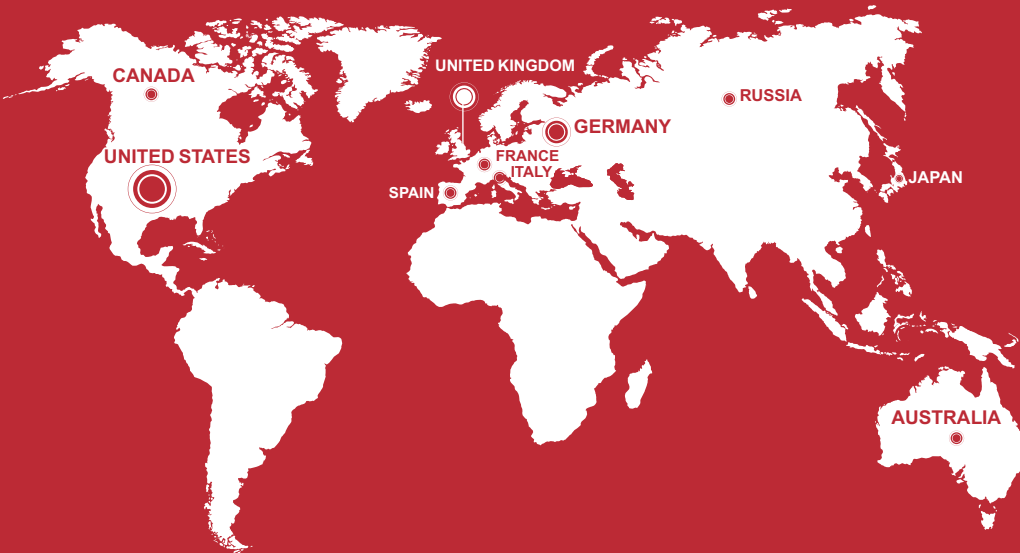 UNITED KINGDOM
CANADA
RUSSIA
GERMANY
UNITED STATES
FRANCE
ITALY
SPAIN
JAPAN
AUSTRALIA